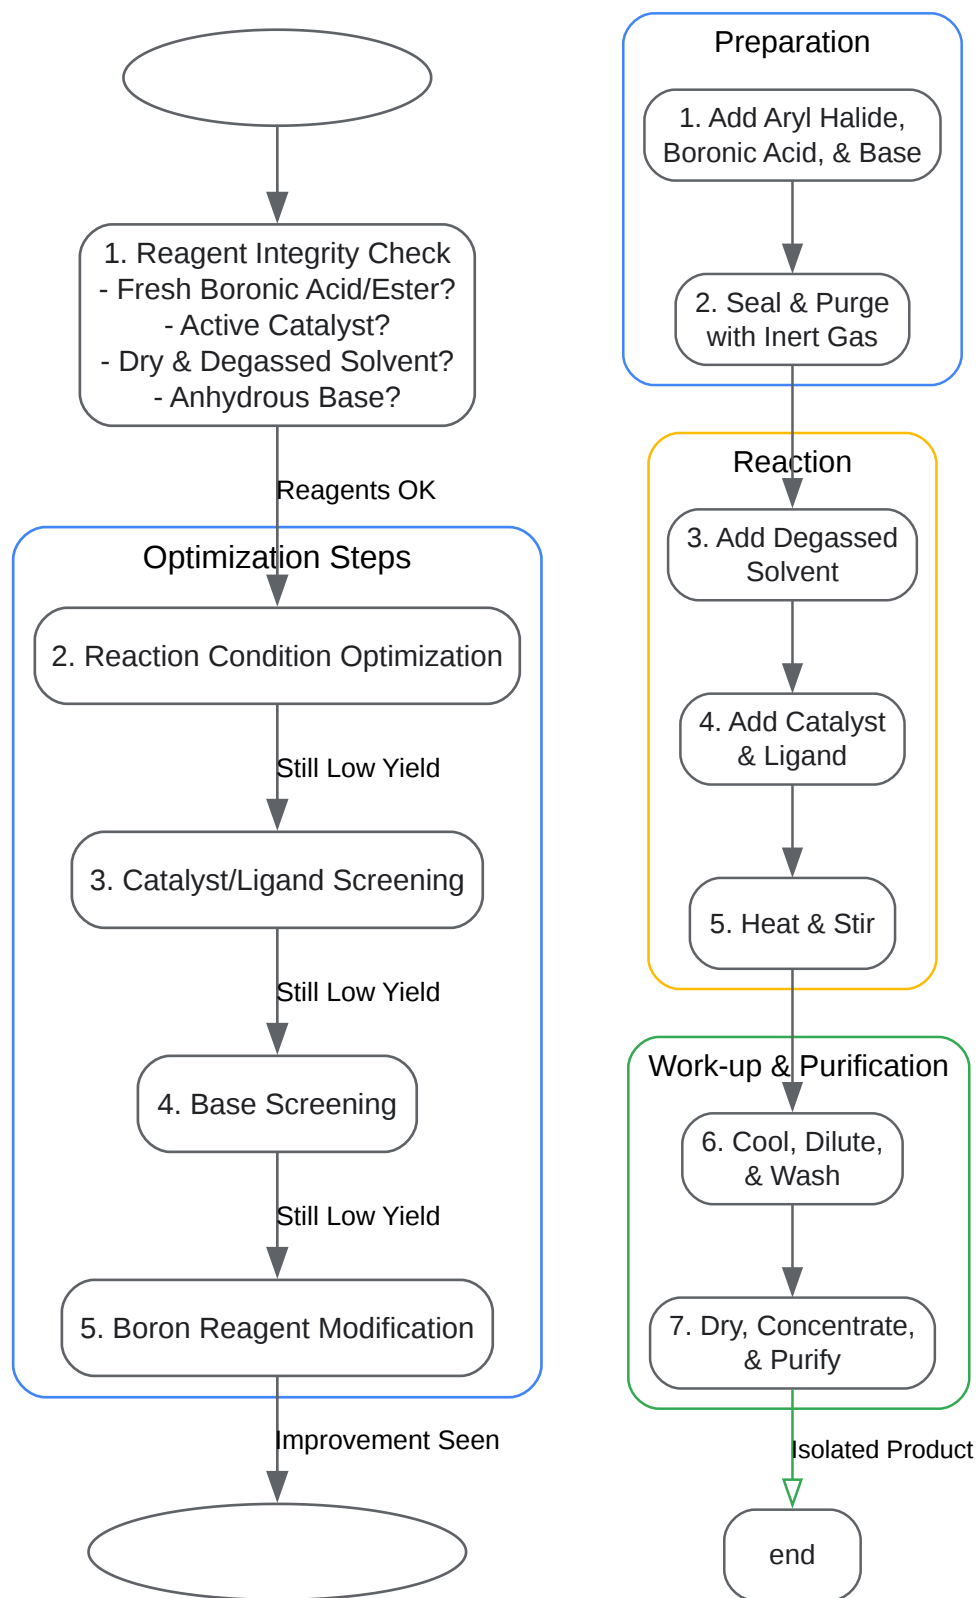 1. Reagent Integrity Check
- Fresh Boronic Acid/Ester?
- Active Catalyst?
- Dry & Degassed Solvent?
- Anhydrous Base?
Reagents OK
Optimization Steps
2. Reaction Condition Optimization
Still Low Yield
3. Catalyst/Ligand Screening
Still Low Yield
4. Base Screening
Still Low Yield
5. Boron Reagent Modification
Improvement Seen
Preparation
1. Add Aryl Halide,
Boronic Acid, & Base
2. Seal & Purge
with Inert Gas
Reaction
3. Add Degassed
Solvent
4. Add Catalyst
& Ligand
5. Heat & Stir
Work-up & Purification
6. Cool, Dilute,
& Wash
7. Dry, Concentrate,
& Purify
Isolated Product
end